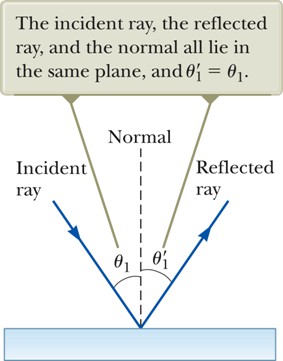 The incident ray, the reflected
ray, and the normal all lie in
the same plane, and θ′₁ = θ₁.
Normal
Incident
ray
Reflected
ray
θ₁
θ′₁